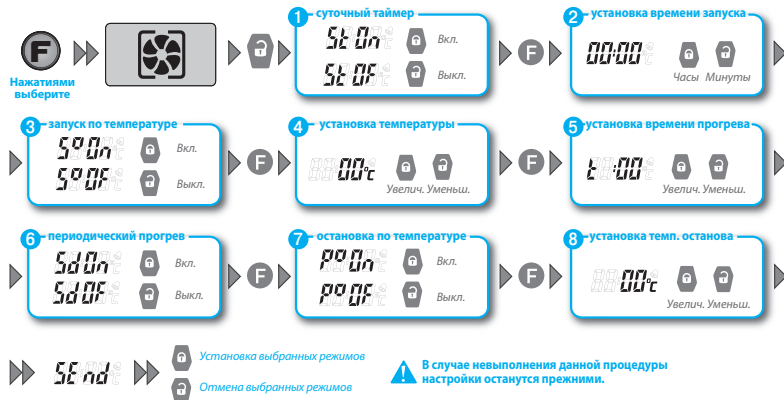 F
Нажатиями
выберите
1 суточный таймер
St On Вкл.
St OF Выкл.
F
2 установка времени запуска
00:00
Часы Минуты
3 запуск по температуре
S° On Вкл.
S° OF Выкл.
F
4 установка температуры
00°c
Увелич. Уменьш.
F
5 установка времени прогрева
t :00
Увелич. Уменьш.
6 периодический прогрев
Sd On Вкл.
Sd OF Выкл.
7 остановка по температуре
P° On Вкл.
P° OF Выкл.
F
8 установка темп. останова
00°c
Увелич. Уменьш.
SE nd
Установка выбранных режимов
Отмена выбранных режимов
В случае невыполнения данной процедуры
настройки останутся прежними.